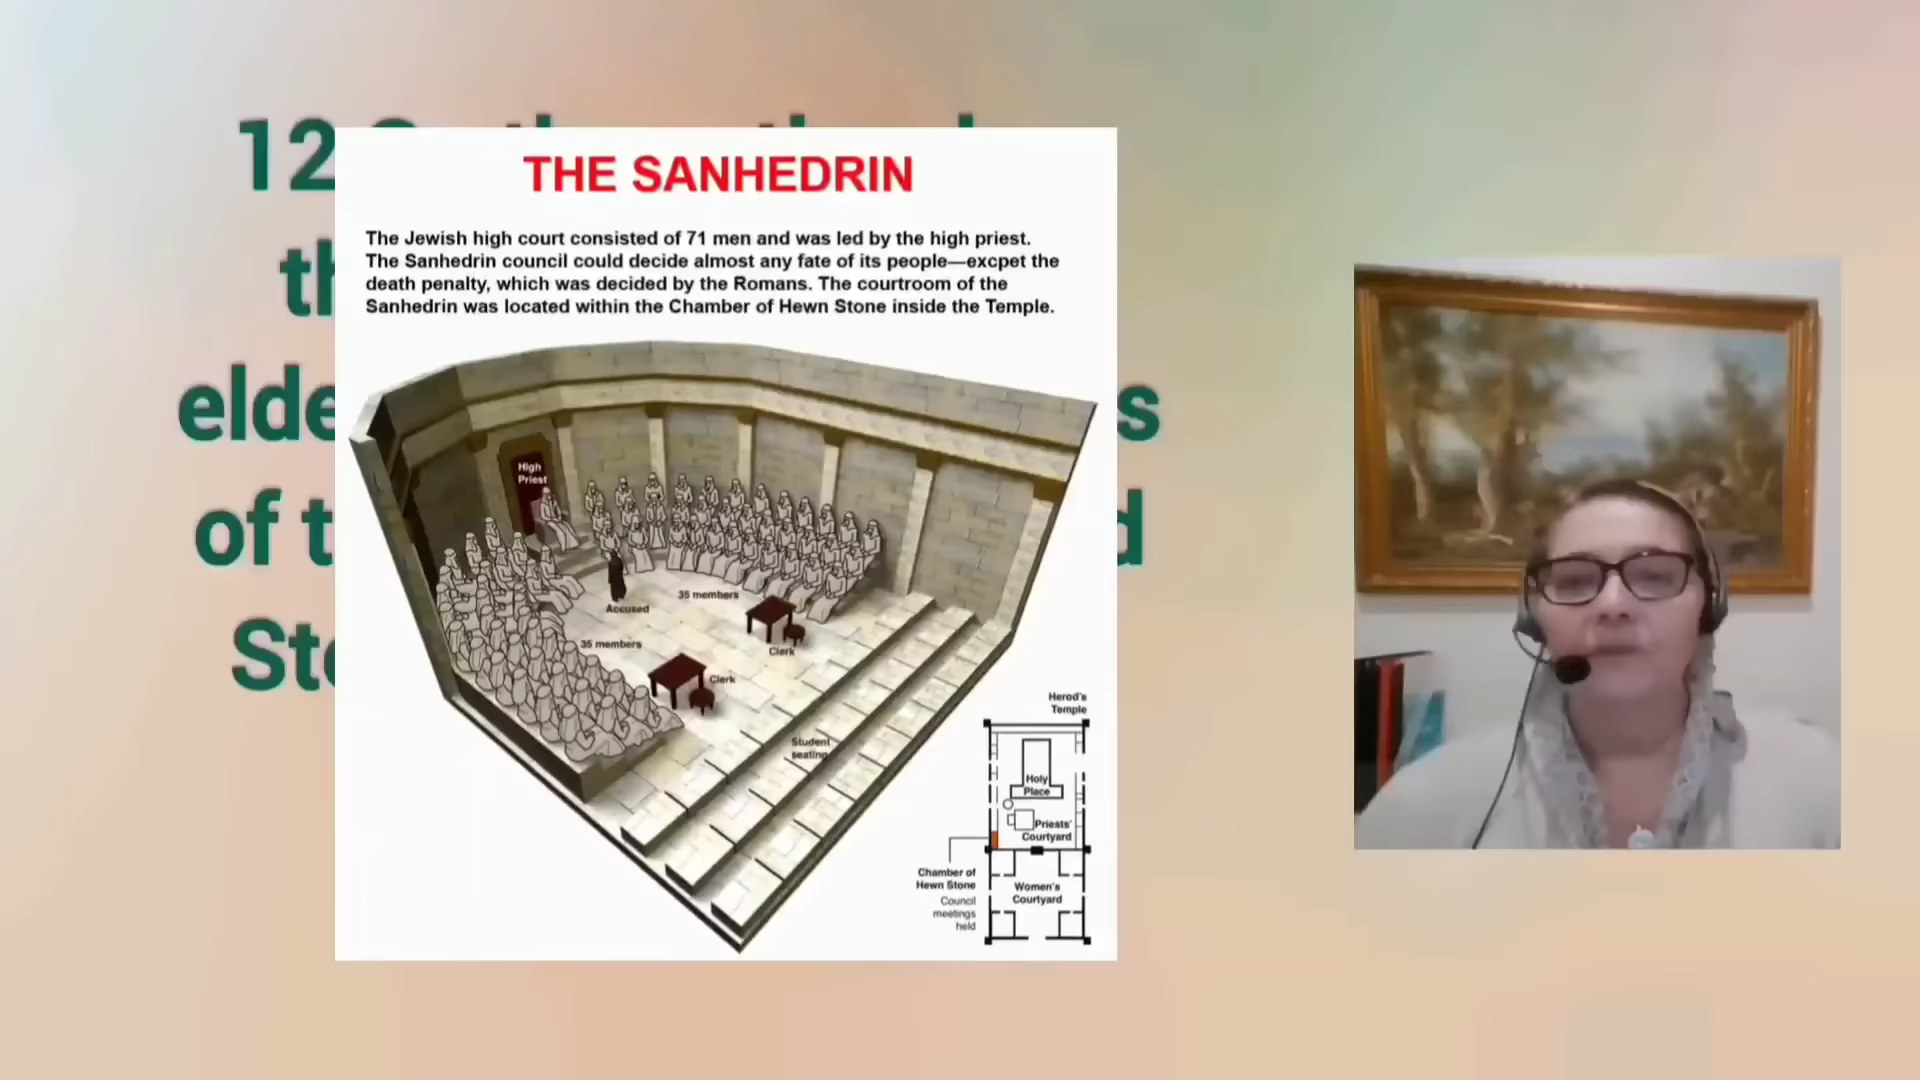 12
elde
s
of t
d
THE SANHEDRIN
The Jewish high court consisted of 71 men and was led by the high priest.
The Sanhedrin council could decide almost any fate of its people—excpet the
death penalty, which was decided by the Romans. The courtroom of the
Sanhedrin was located within the Chamber of Hewn Stone inside the Temple.
High
Priest
Accused
35 members
Clerk
35 members
Clerk
Student
seating
Herod's
Temple
Holy
Place
Priests'
Courtyard
Chamber of
Hewn Stone
Council
meetings
held
Women's
Courtyard